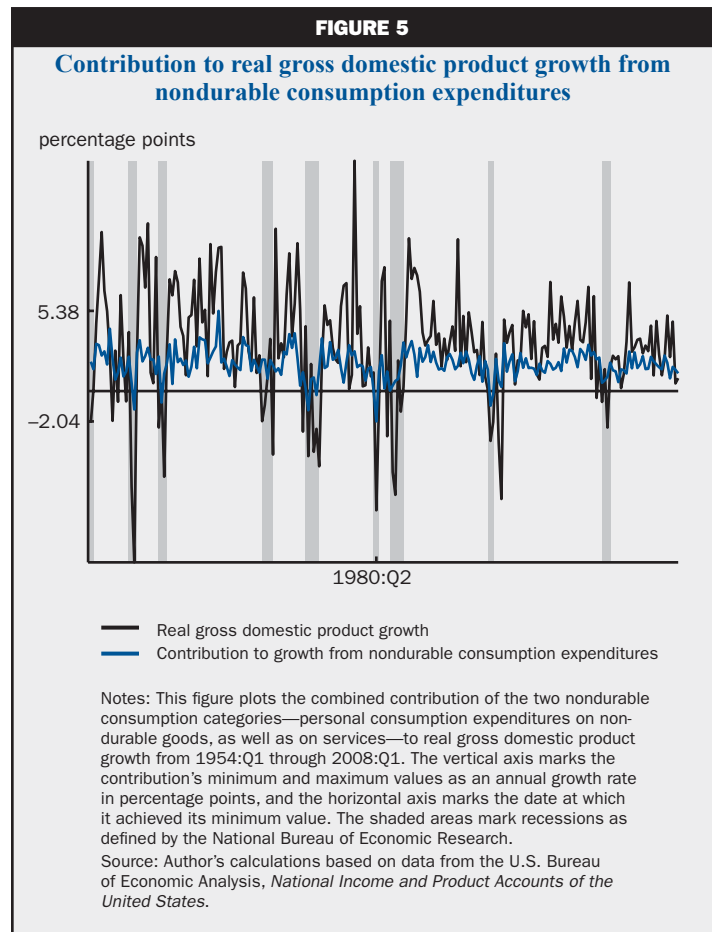 FIGURE 5
Contribution to real gross domestic product growth from
nondurable consumption expenditures
percentage points
5.38
–2.04
1980:Q2
Real gross domestic product growth
Contribution to growth from nondurable consumption expenditures
Notes: This figure plots the combined contribution of the two nondurable
consumption categories—personal consumption expenditures on non-
durable goods, as well as on services—to real gross domestic product
growth from 1954:Q1 through 2008:Q1. The vertical axis marks the
contribution's minimum and maximum values as an annual growth rate
in percentage points, and the horizontal axis marks the date at which
it achieved its minimum value. The shaded areas mark recessions as
defined by the National Bureau of Economic Research.
Source: Author's calculations based on data from the U.S. Bureau
of Economic Analysis, National Income and Product Accounts of the
United States.